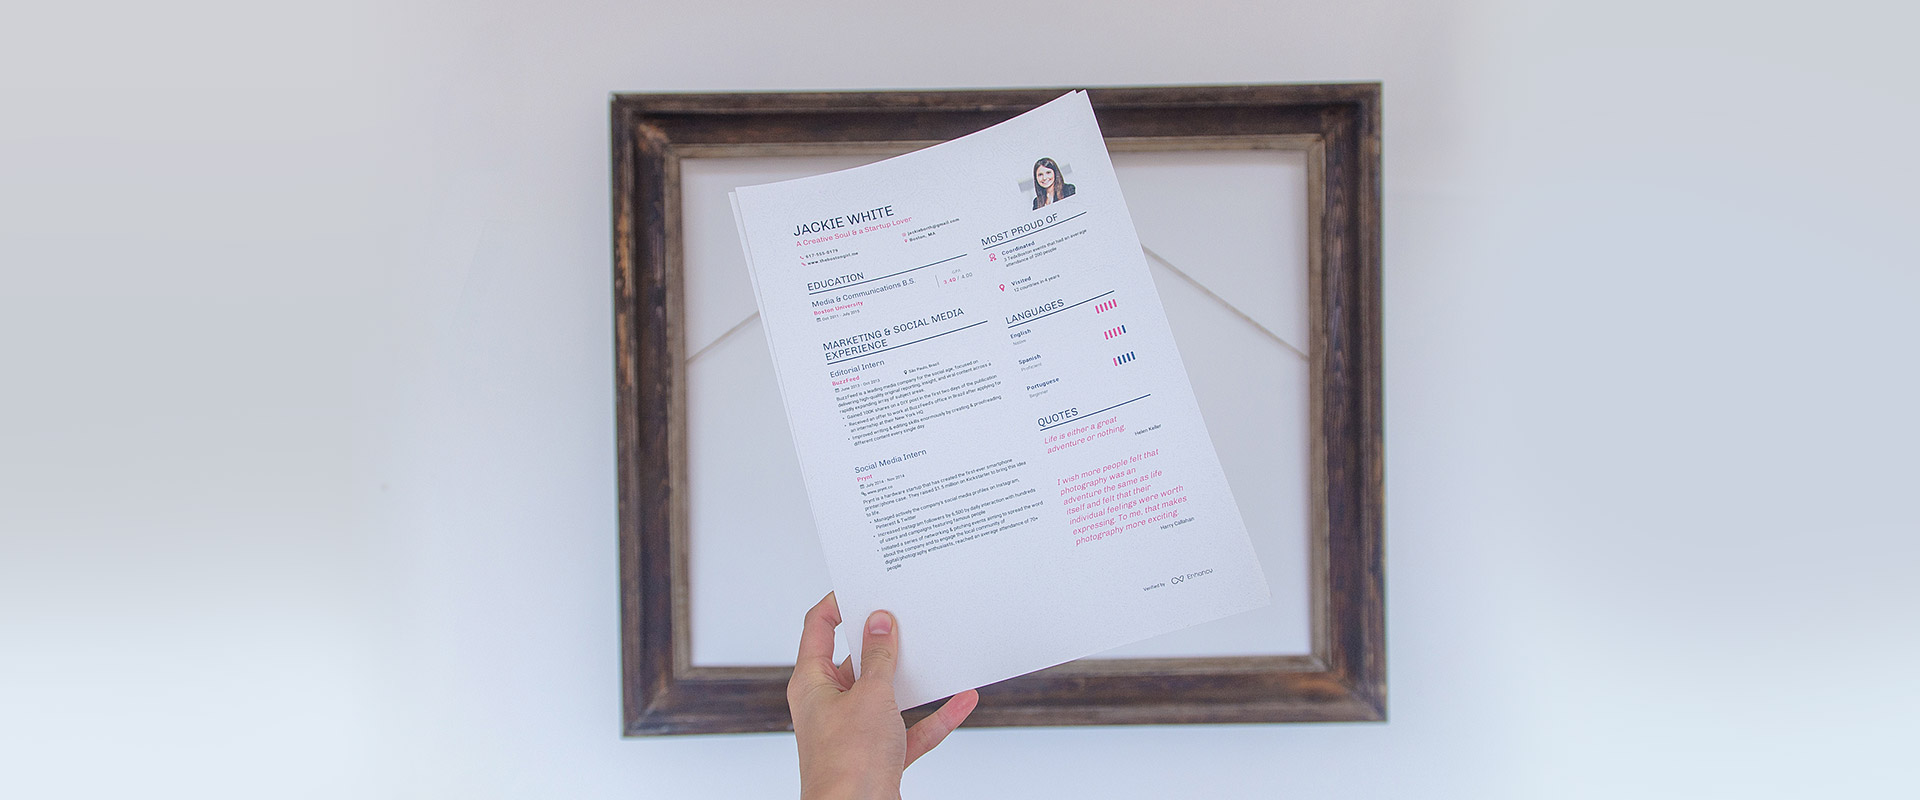 JACKIE WHITE
A Creative Soul & a Startup Lover
617-555-0179
www.thebostongirl.me
jackiebonth@gmail.com
Boston, MA
EDUCATION
Media & Communications B.S.
Boston University
Oct 2011 - July 2015
GPA
3.40 / 4.00
MARKETING & SOCIAL MEDIA
EXPERIENCE
Editorial Intern
BuzzFeed
June 2013 - Oct 2013
São Paulo, Brazil
BuzzFeed is a leading media company for the social age, focused on
delivering high-quality original reporting, insight, and viral content across a
rapidly expanding array of subject areas.
• Gained 100K shares on a DIY post in the first two days of the publication
• Received an offer to work at BuzzFeed's office in Brazil after applying for
an internship at their New York HQ
• Improved writing & editing skills enormously by creating & proofreading
different content every single day
Social Media Intern
Prynt
July 2014 - Nov 2014
www.prynt.co
Prynt is a hardware startup that has created the first-ever smartphone
printer/phone case. They raised $1.5 million on Kickstarter to bring this idea
to life.
• Managed actively the company's social media profiles on Instagram,
Pinterest & Twitter
• Increased Instagram followers by 6,500 by daily interaction with hundreds
of users and campaigns featuring famous people
• Initiated a series of networking & pitching events aiming to spread the word
about the company and to engage the local community of
digital/photography enthusiasts, reached an average attendance of 70+
people
MOST PROUD OF
Coordinated
3 TedxBoston events that had an average
attendance of 200 people
Visited
12 countries in 4 years
LANGUAGES
English
Native
Spanish
Proficient
Portuguese
Beginner
QUOTES
Life is either a great
adventure or nothing.
Helen Keller
I wish more people felt that
photography was an
adventure the same as life
itself and felt that their
individual feelings were worth
expressing. To me, that makes
photography more exciting.
Harry Callahan
Verified by Enhancv